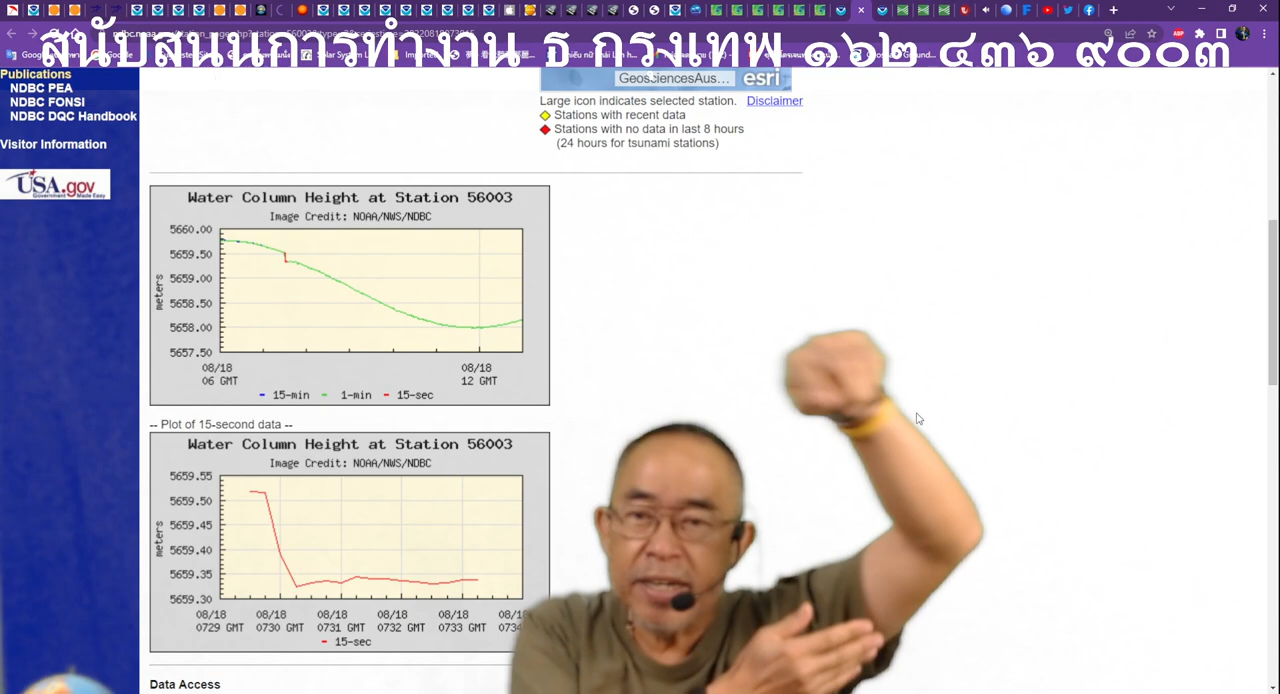 สนับสนุนการทำงาน ธ.กรุงเทพ ๑๖๒ ๔๓๖ ๙๐๐๓
Publications
NDBC PEA
NDBC FONSI
NDBC DQC Handbook
Visitor Information
USA.gov
Government Made Easy
GeosciencesAus...
esri
Large icon indicates selected station. Disclaimer
Stations with recent data
Stations with no data in last 8 hours
(24 hours for tsunami stations)
Water Column Height at Station 56003
Image Credit: NOAA/NWS/NDBC
5660.00
5659.50
5659.00
5658.50
5658.00
5657.50
meters
08/18 08/18
06 GMT 12 GMT
15-min 1-min 15-sec
-- Plot of 15-second data --
Water Column Height at Station 56003
Image Credit: NOAA/NWS/NDBC
5659.55
5659.50
5659.45
5659.40
5659.35
5659.30
meters
08/18 08/18 08/18 08/18 08/18 08/18
0729 GMT 0730 GMT 0731 GMT 0732 GMT 0733 GMT 0734
15-sec
Data Access